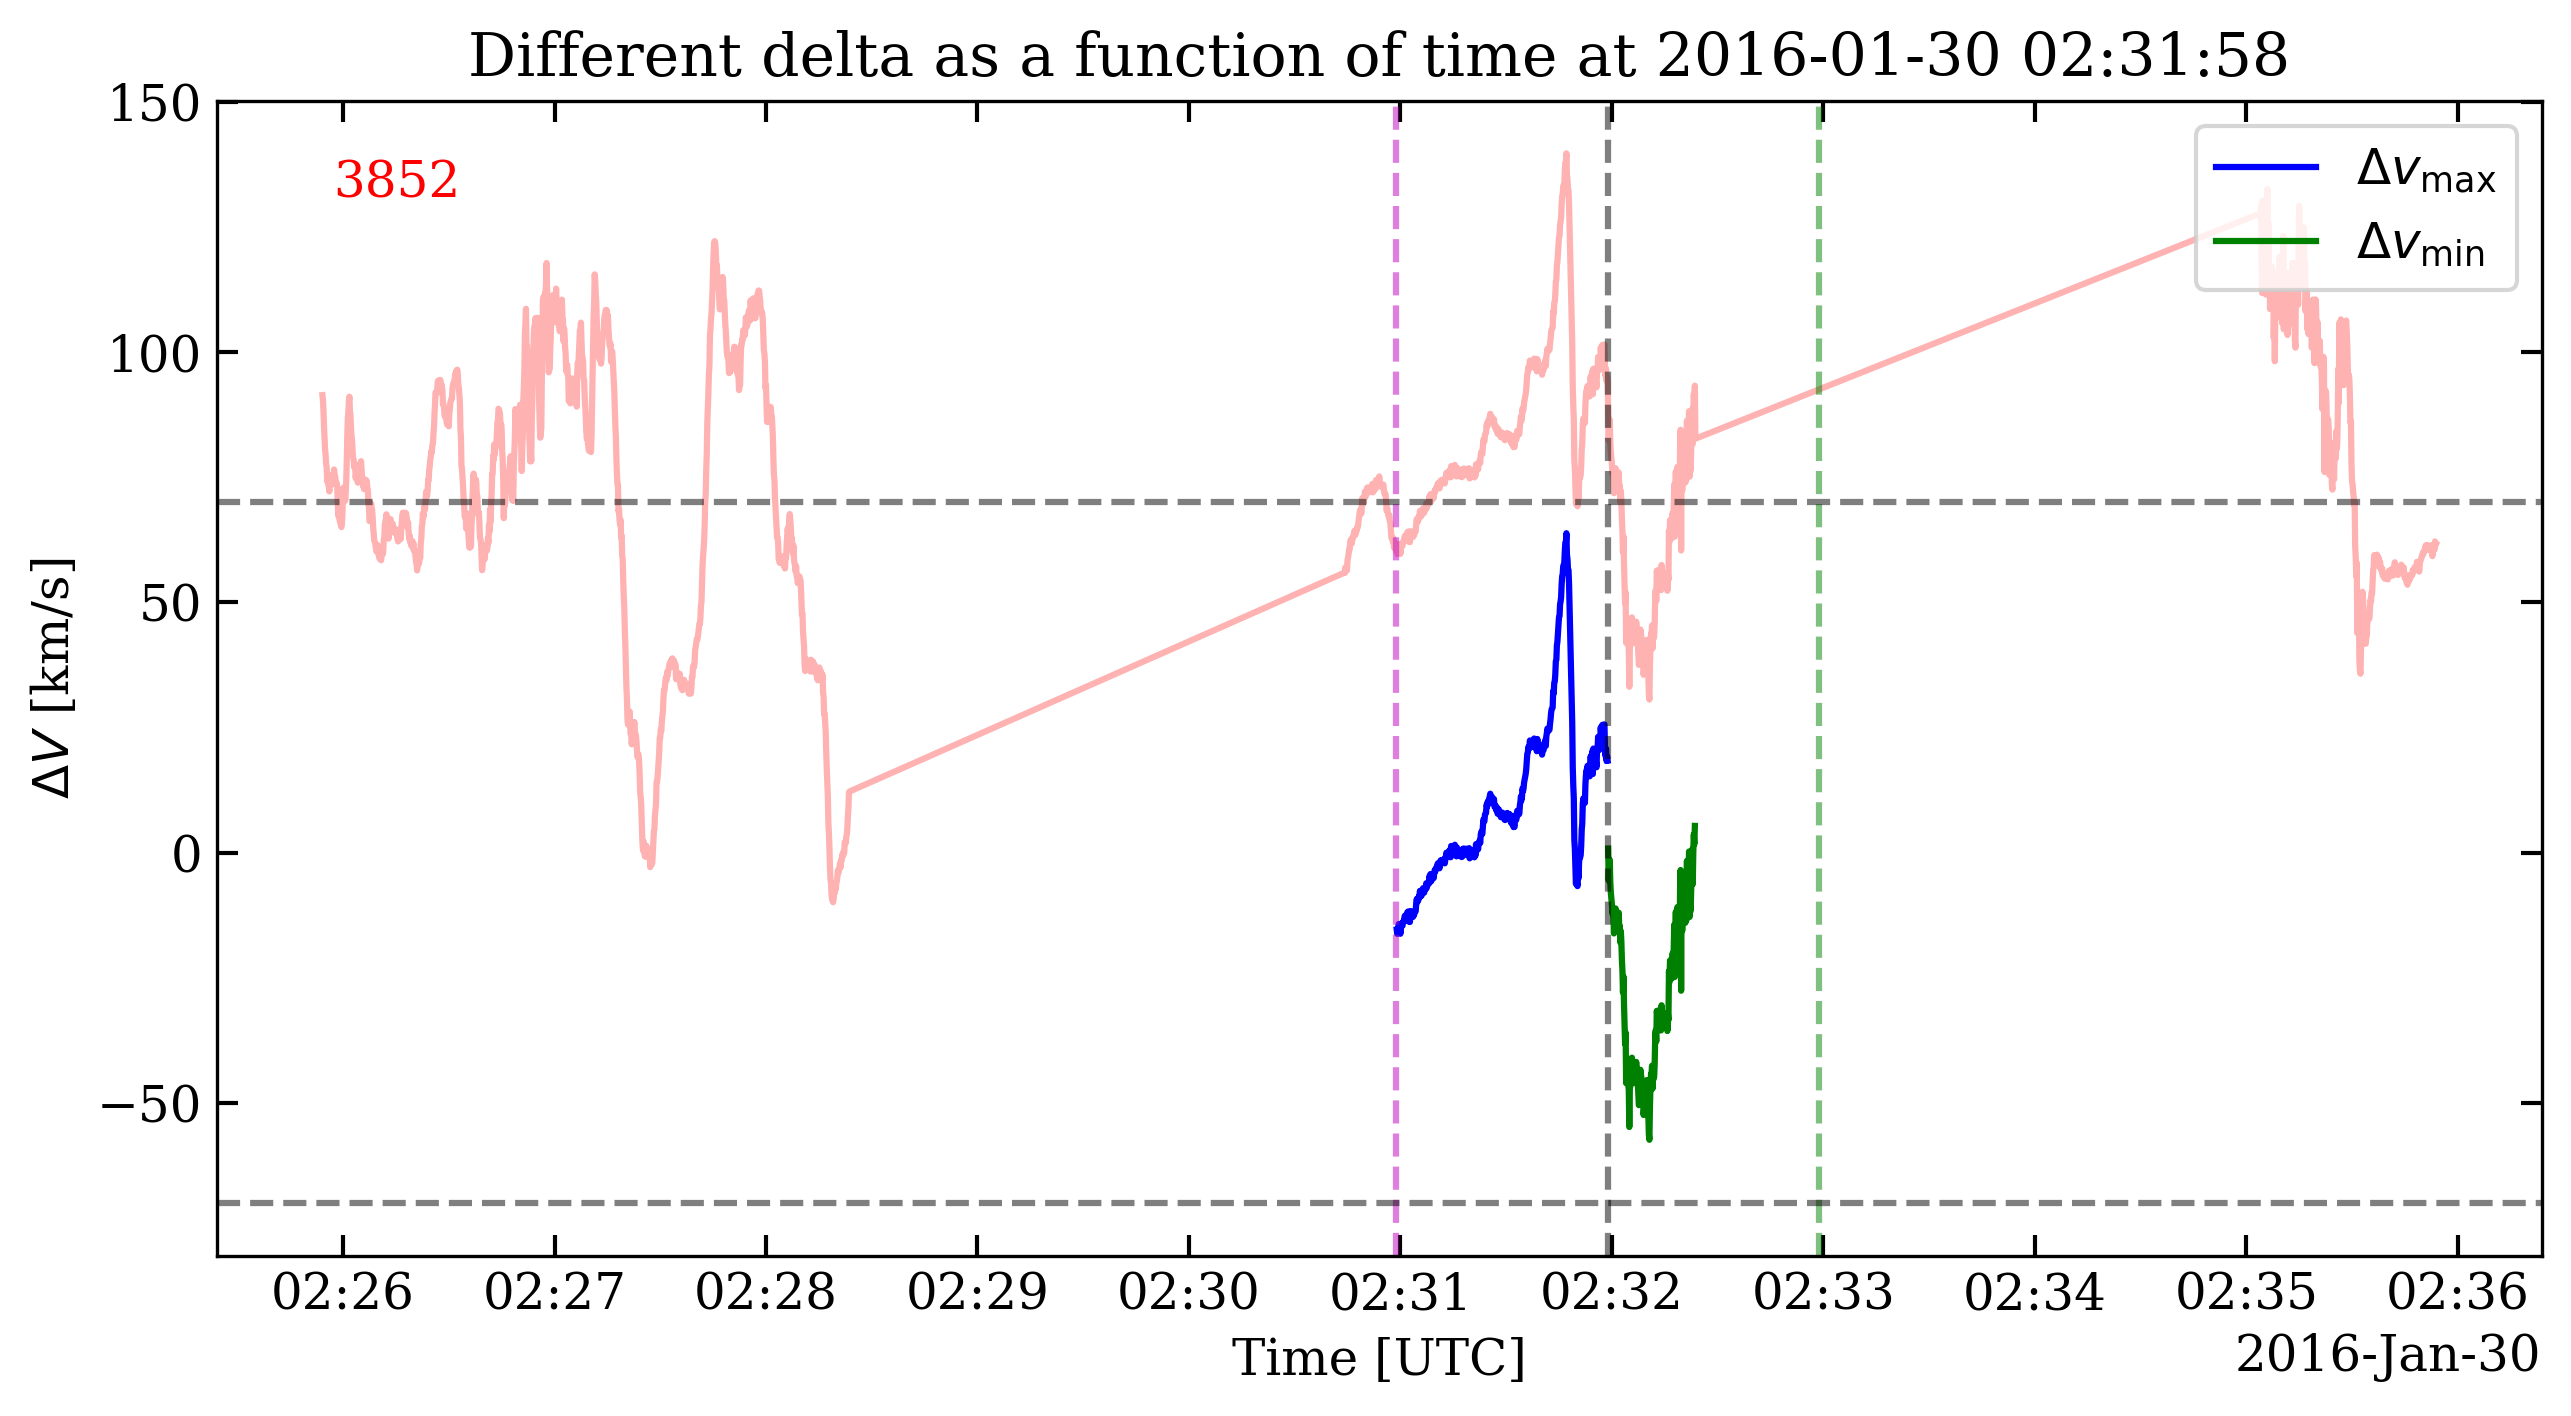 Different delta as a function of time at 2016-01-30 02:31:58
3852
Δv_max
Δv_min
150
100
50
0
−50
ΔV [km/s]
02:26 02:27 02:28 02:29 02:30 02:31 02:32 02:33 02:34 02:35 02:36
Time [UTC]
2016-Jan-30